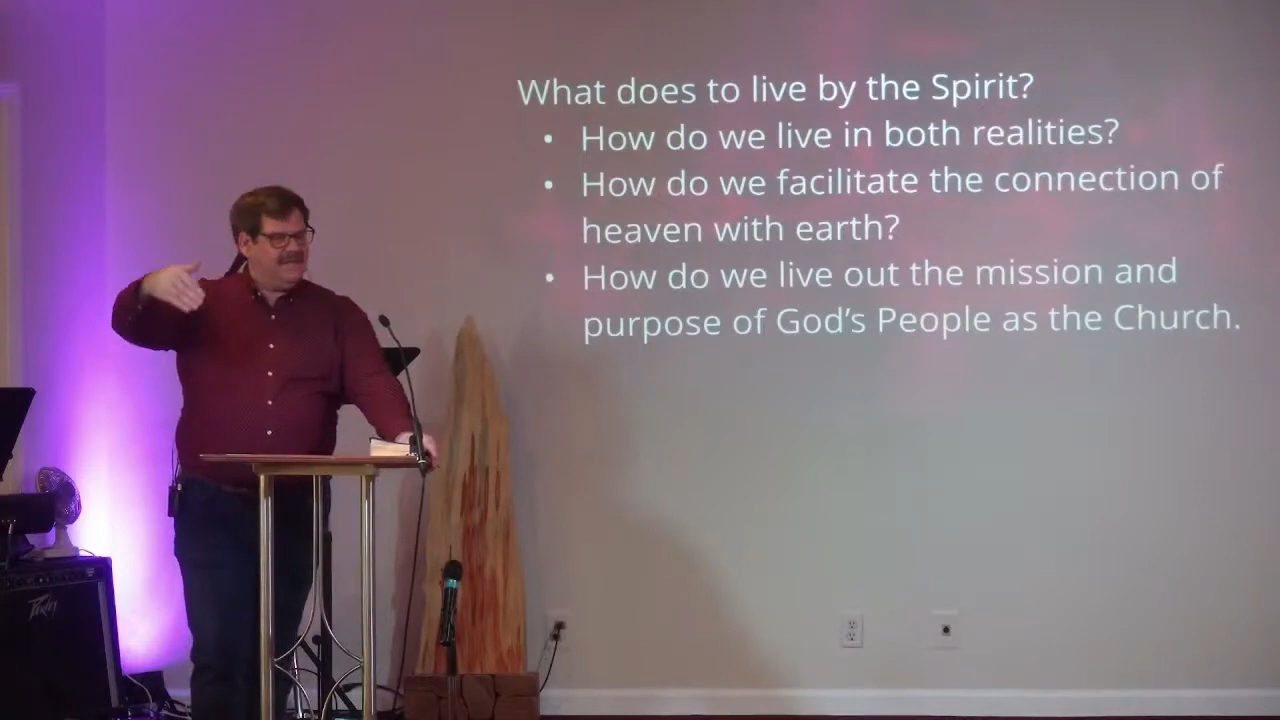 What does to live by the Spirit?
• How do we live in both realities?
• How do we facilitate the connection of
heaven with earth?
• How do we live out the mission and
purpose of God's People as the Church.
Peavey